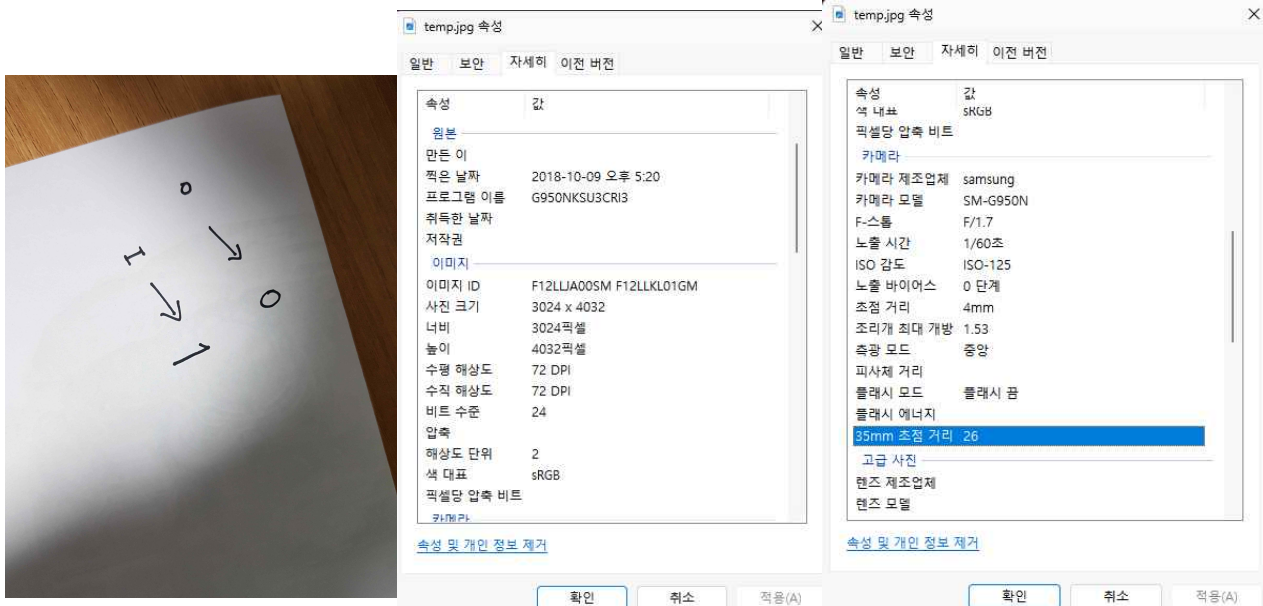 o → 0
I → 1
temp.jpg 속성
일반 보안 자세히 이전 버전
속성 값
원본
만든 이
찍은 날짜 2018-10-09 오후 5:20
프로그램 이름 G950NKSU3CRI3
취득한 날짜
저작권
이미지
이미지 ID F12LLJA00SM F12LLKL01GM
사진 크기 3024 x 4032
너비 3024픽셀
높이 4032픽셀
수평 해상도 72 DPI
수직 해상도 72 DPI
비트 수준 24
압축
해상도 단위 2
색 대표 sRGB
픽셀당 압축 비트
카메라
속성 및 개인 정보 제거
확인 취소 적용(A)
temp.jpg 속성
일반 보안 자세히 이전 버전
속성 값
색 대표 sRGB
픽셀당 압축 비트
카메라
카메라 제조업체 samsung
카메라 모델 SM-G950N
F-스톱 F/1.7
노출 시간 1/60초
ISO 감도 ISO-125
노출 바이어스 0 단계
초점 거리 4mm
조리개 최대 개방 1.53
측광 모드 중앙
피사체 거리
플래시 모드 플래시 끔
플래시 에너지
35mm 초점 거리 26
고급 사진
렌즈 제조업체
렌즈 모델
속성 및 개인 정보 제거
확인 취소 적용(A)